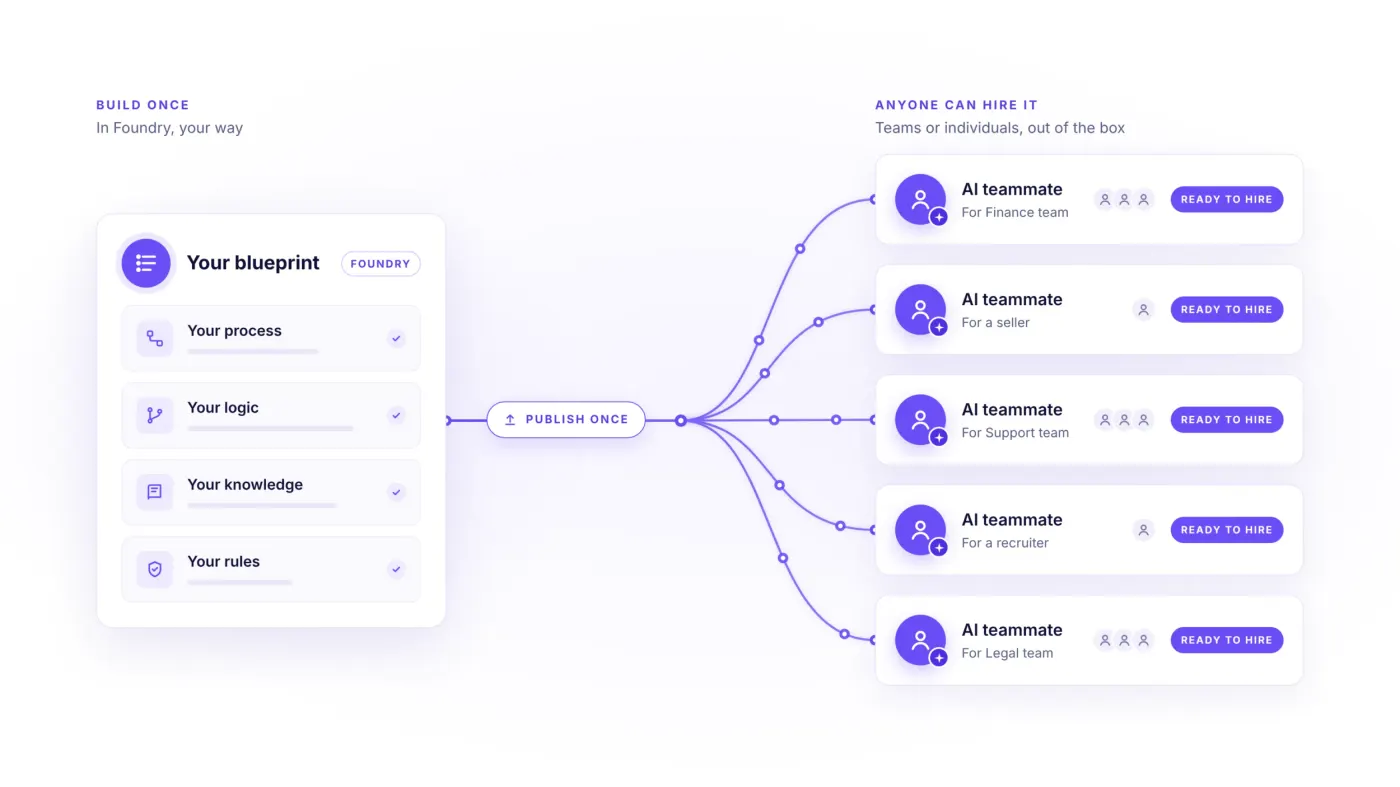 BUILD ONCE
In Foundry, your way
Your blueprint
FOUNDRY
Your process
Your logic
Your knowledge
Your rules
PUBLISH ONCE
ANYONE CAN HIRE IT
Teams or individuals, out of the box
AI teammate
For Finance team
READY TO HIRE
AI teammate
For a seller
READY TO HIRE
AI teammate
For Support team
READY TO HIRE
AI teammate
For a recruiter
READY TO HIRE
AI teammate
For Legal team
READY TO HIRE